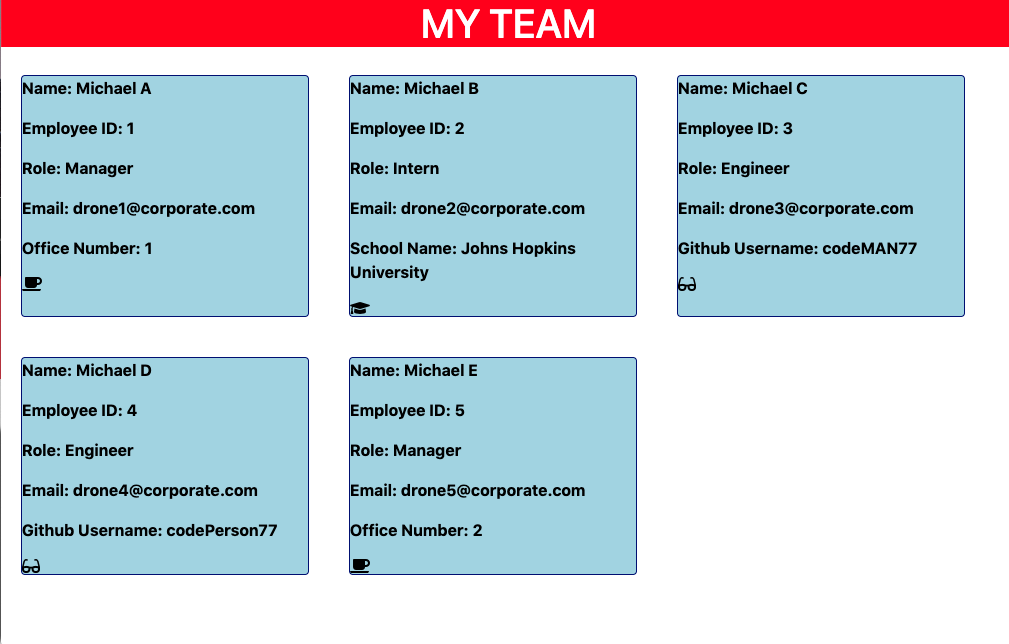 MY TEAM
Name: Michael A
Employee ID: 1
Role: Manager
Email: drone1@corporate.com
Office Number: 1
Name: Michael B
Employee ID: 2
Role: Intern
Email: drone2@corporate.com
School Name: Johns Hopkins
University
Name: Michael C
Employee ID: 3
Role: Engineer
Email: drone3@corporate.com
Github Username: codeMAN77
Name: Michael D
Employee ID: 4
Role: Engineer
Email: drone4@corporate.com
Github Username: codePerson77
Name: Michael E
Employee ID: 5
Role: Manager
Email: drone5@corporate.com
Office Number: 2